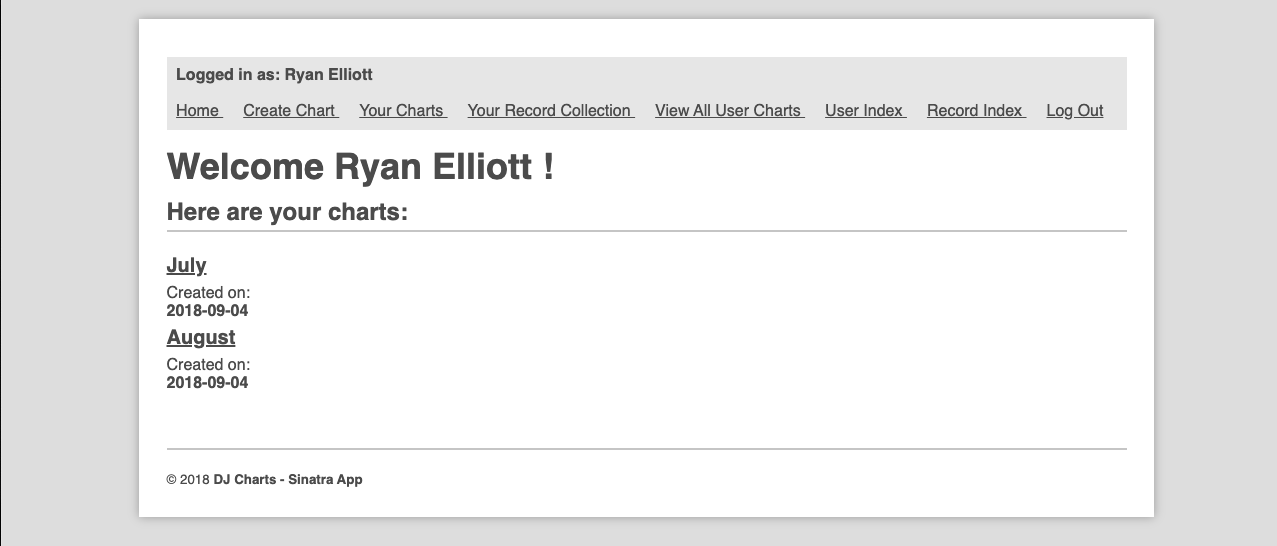 Logged in as: Ryan Elliott
Home Create Chart Your Charts Your Record Collection View All User Charts User Index Record Index Log Out
Welcome Ryan Elliott !
Here are your charts:
July
Created on:
2018-09-04
August
Created on:
2018-09-04
© 2018 DJ Charts - Sinatra App